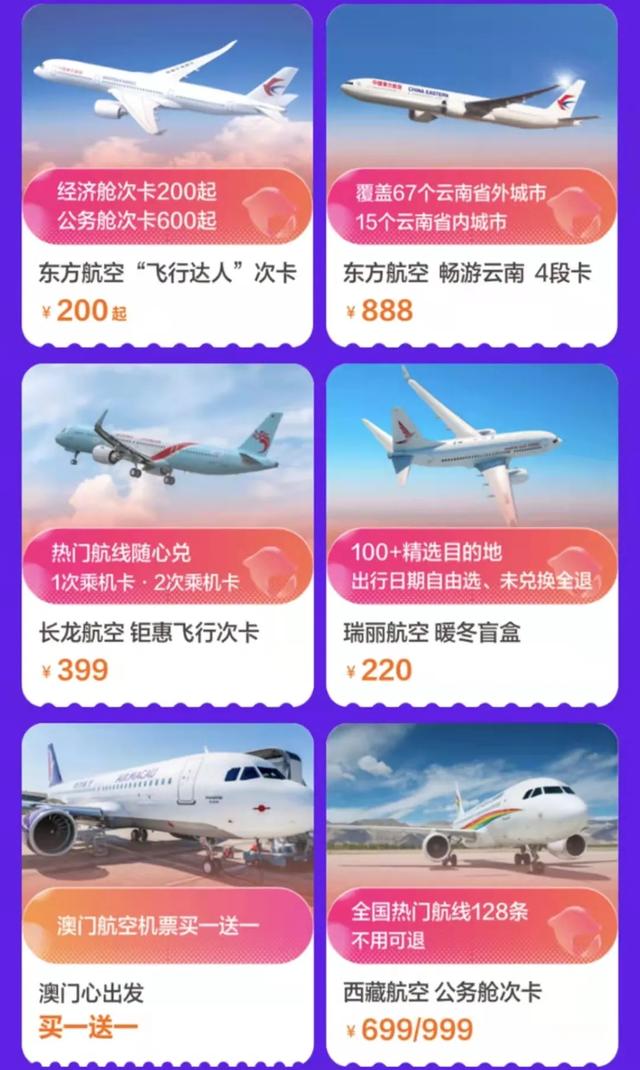 经济舱次卡200起
公务舱次卡600起
东方航空“飞行达人”次卡
¥200起
CHINA EASTERN
覆盖67个云南省外城市
15个云南省内城市
东方航空 畅游云南 4段卡
¥888
热门航线随心兑
1次乘机卡·2次乘机卡
长龙航空 钜惠飞行次卡
¥399
100+精选目的地
出行日期自由选、未兑换全退
瑞丽航空 暖冬盲盒
¥220
AIR MACAU
澳门航空机票买一送一
澳门心出发
买一送一
全国热门航线128条
不用可退
西藏航空 公务舱次卡
¥699/999